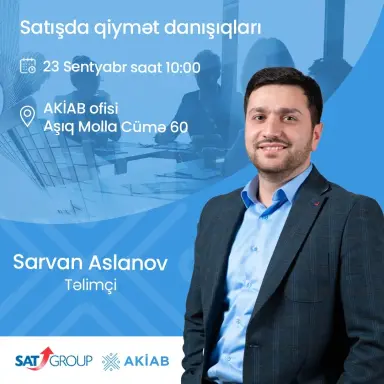 Satışda qiymət danışıqları
23 Sentyabr saat 10:00
AKİAB ofisi
Aşıq Molla Cümə 60
Sarvan Aslanov
Təlimçi
SAT GROUP
AKİAB